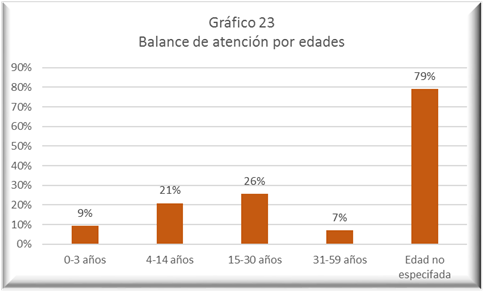 Gráfico 23
Balance de atención por edades
90%
80%
70%
60%
50%
40%
30%
20%
10%
0%
9%
21%
26%
7%
79%
0-3 años
4-14 años
15-30 años
31-59 años
Edad no
especifada